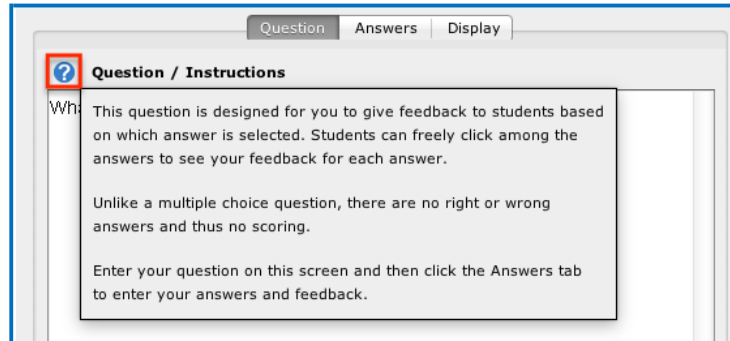 Question Answers Display
Question / Instructions
This question is designed for you to give feedback to students based
on which answer is selected. Students can freely click among the
answers to see your feedback for each answer.
Unlike a multiple choice question, there are no right or wrong
answers and thus no scoring.
Enter your question on this screen and then click the Answers tab
to enter your answers and feedback.